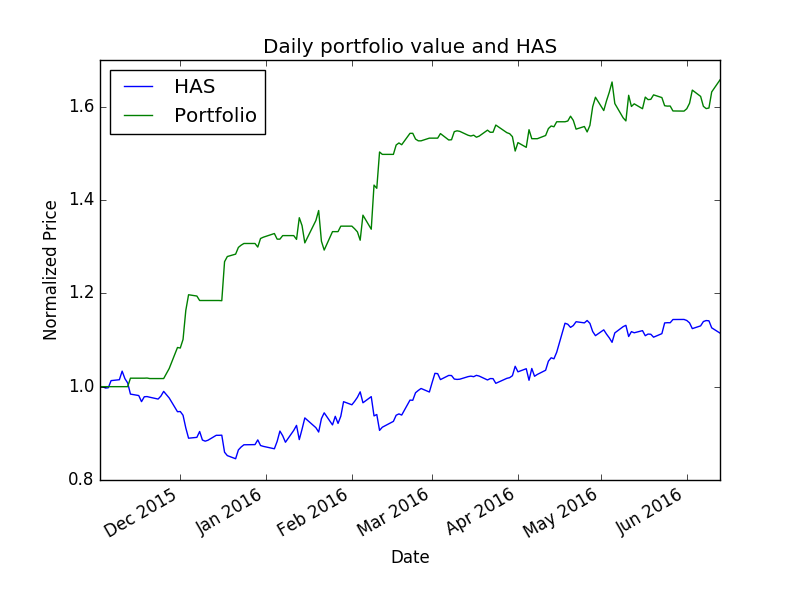 Daily portfolio value and HAS
HAS
Portfolio
1.6
1.4
1.2
1.0
0.8
Normalized Price
Dec 2015
Jan 2016
Feb 2016
Mar 2016
Apr 2016
May 2016
Jun 2016
Date